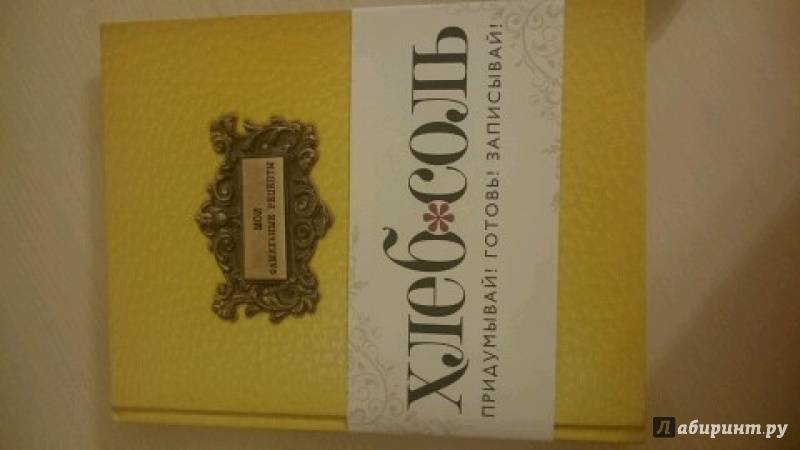 МОИ
ФАМИЛЬНЫЕ РЕЦЕПТЫ
ХЛЕБ СОЛЬ
ПРИДУМЫВАЙ! ГОТОВЬ! ЗАПИСЫВАЙ!
Лабиринт.ру